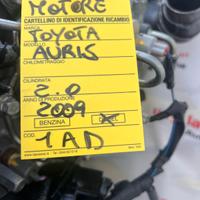 MOTORE
CARTELLINO DI IDENTIFICAZIONE RICAMBIO
MARCA
TOYOTA
MODELLO
AURIS
CHILOMETRAGGIO
CILINDRATA
2.0
ANNO DI PRODUZIONE
2009
BENZINA DIESEL
COD.
1AD